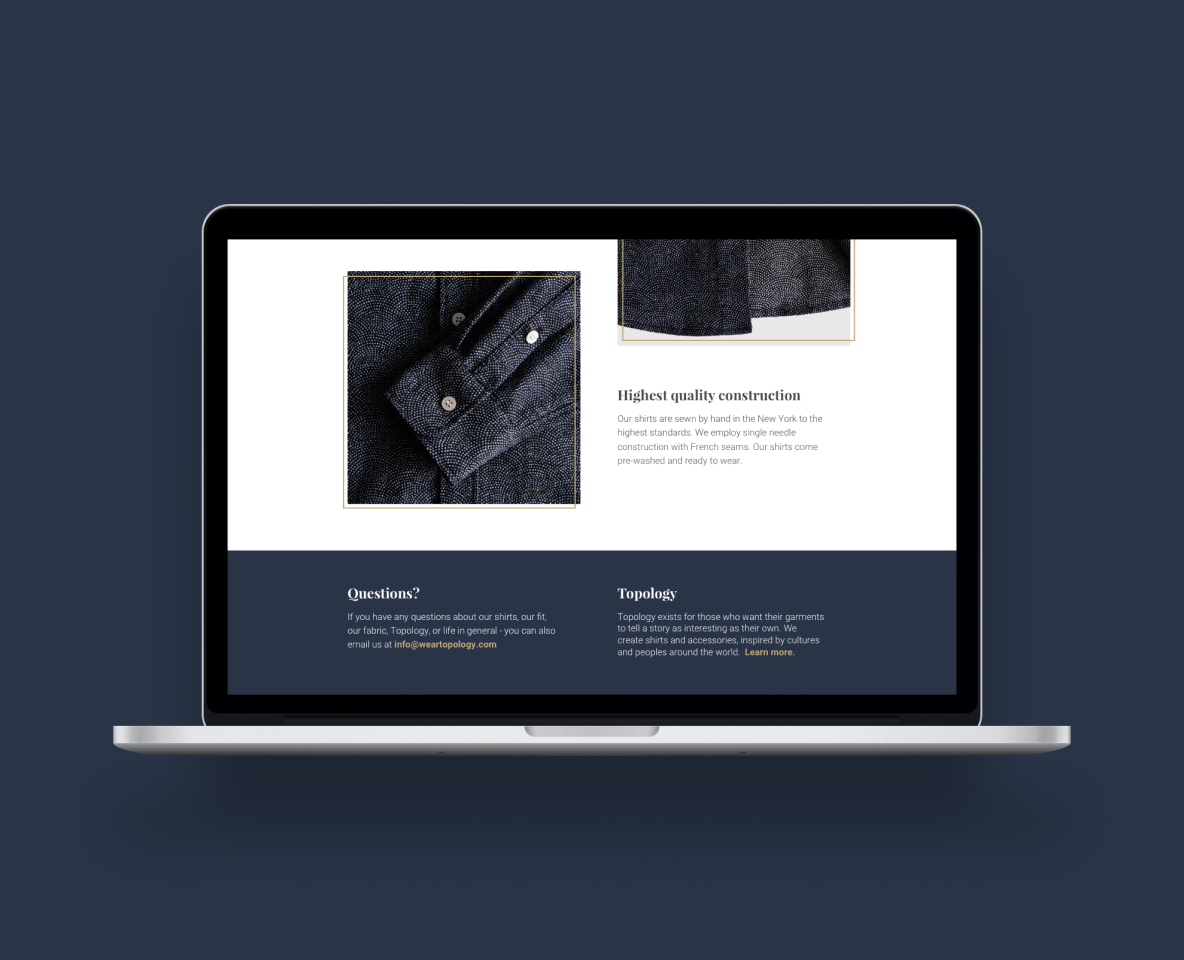 Highest quality construction
Our shirts are sewn by hand in the New York to the
highest standards. We employ single needle
construction with French seams. Our shirts come
pre-washed and ready to wear.
Questions?
If you have any questions about our shirts, our fit,
our fabric, Topology, or life in general - you can also
email us at info@weartopology.com
Topology
Topology exists for those who want their garments
to tell a story as interesting as their own. We
create shirts and accessories, inspired by cultures
and peoples around the world. Learn more.